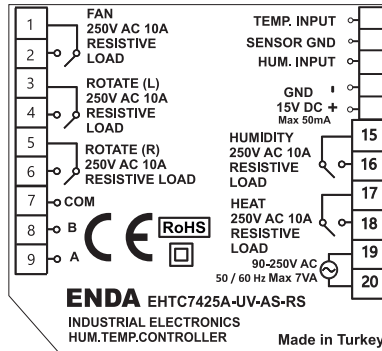 1
2
3
4
5
6
7
8
9
FAN
250V AC 10A
RESISTIVE
LOAD
ROTATE (L)
250V AC 10A
RESISTIVE
LOAD
ROTATE (R)
250V AC 10A
RESISTIVE LOAD
COM
B
A
CE
RoHS
TEMP. INPUT
SENSOR GND
HUM. INPUT
GND -
15V DC +
Max 50mA
HUMIDITY
250V AC 10A
RESISTIVE
LOAD
HEAT
250V AC 10A
RESISTIVE
LOAD
90-250V AC
50 / 60 Hz Max 7VA
15
16
17
18
19
20
ENDA EHTC7425A-UV-AS-RS
INDUSTRIAL ELECTRONICS
HUM.TEMP.CONTROLLER
Made in Turkey